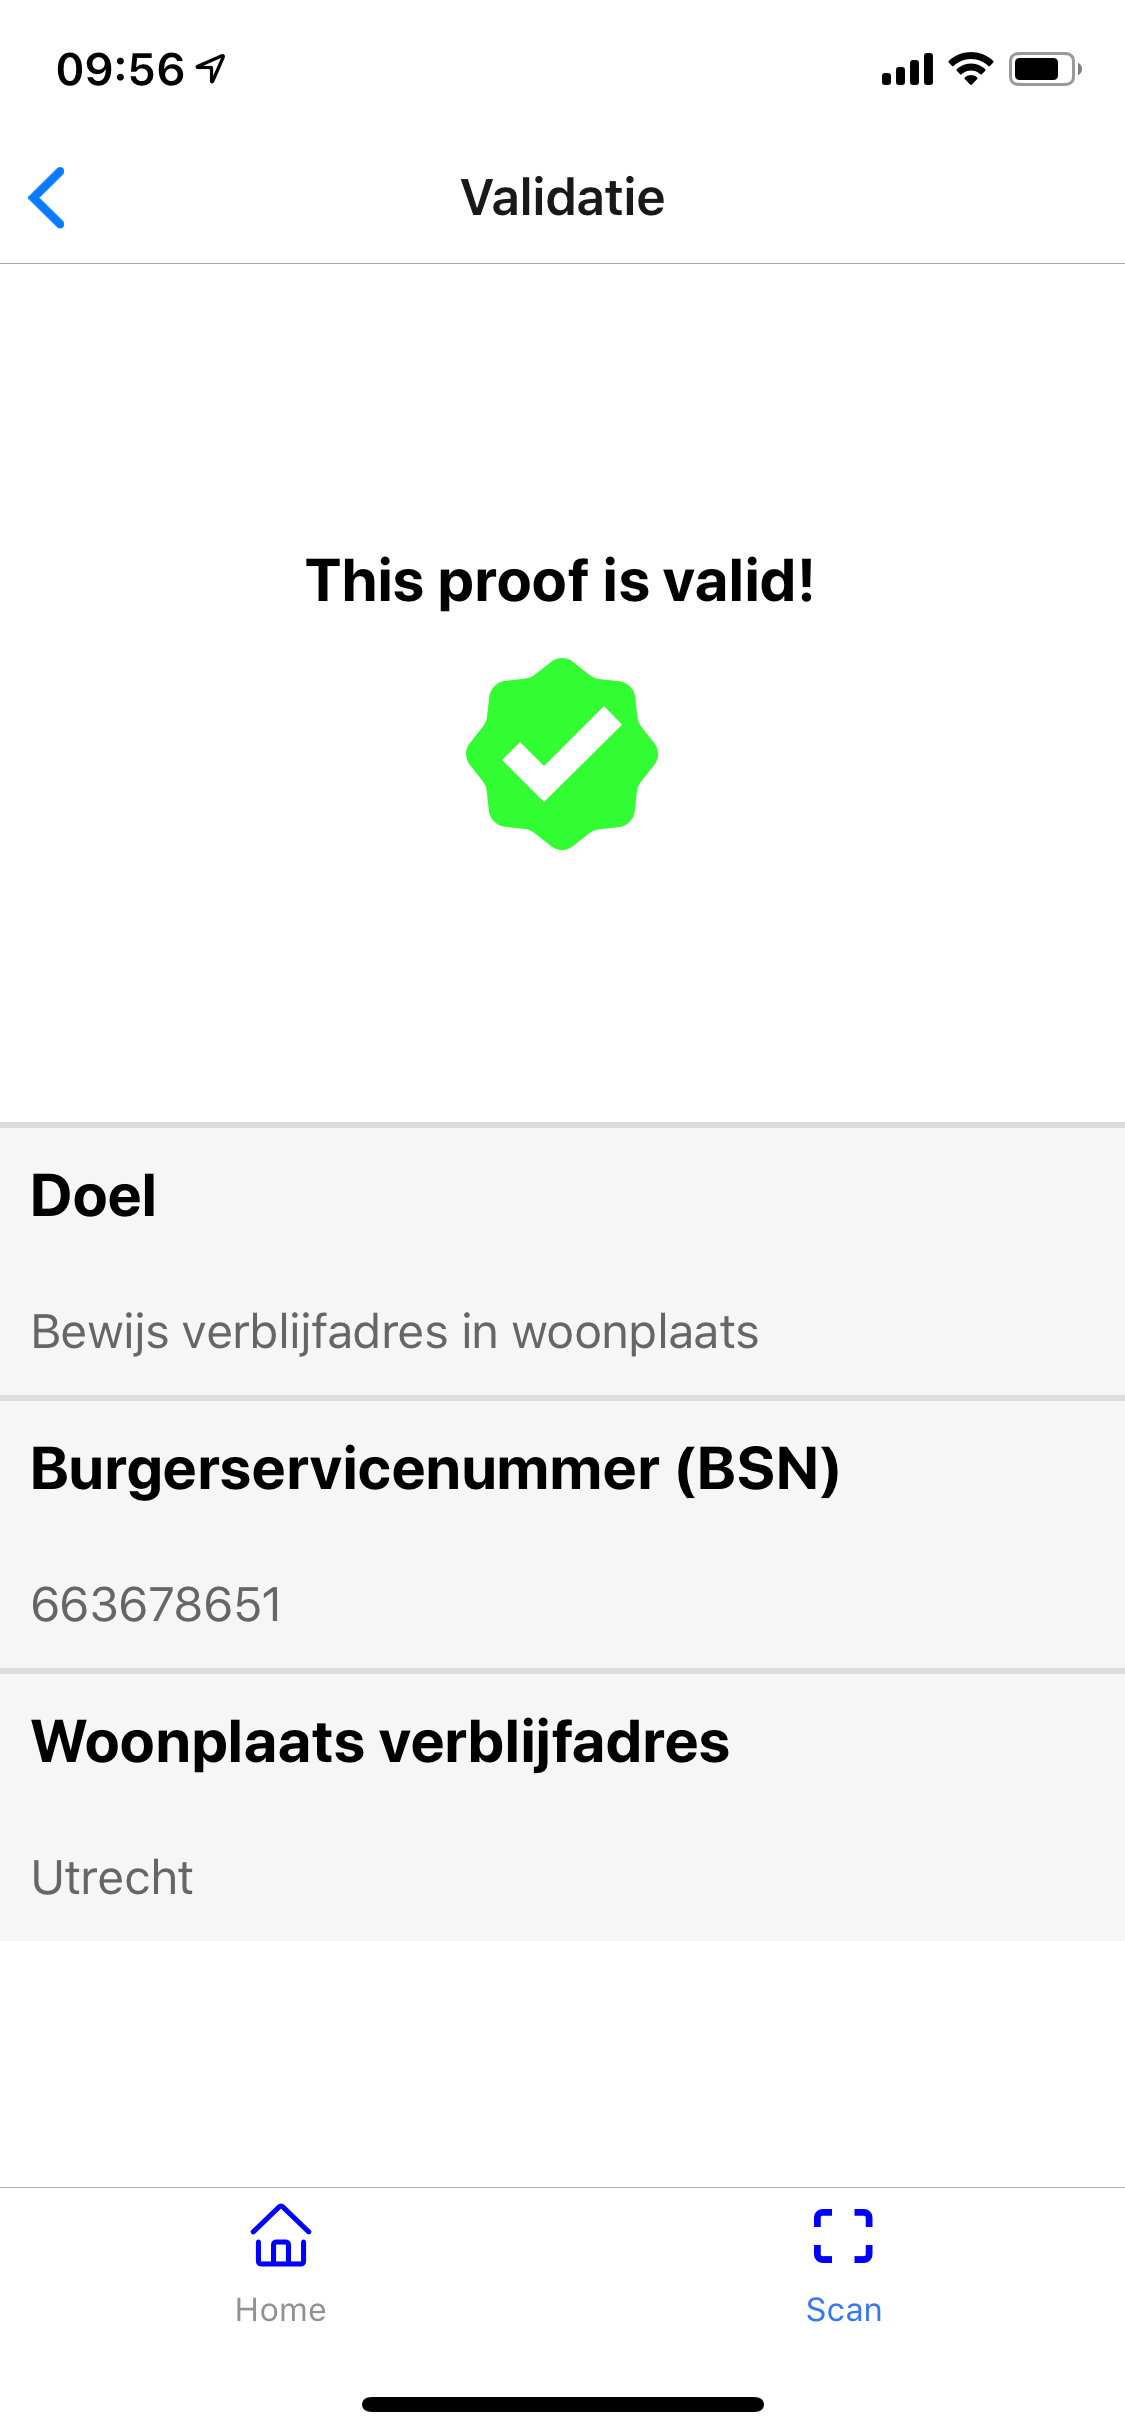 09:56
Validatie
This proof is valid!
Doel
Bewijs verblijfadres in woonplaats
Burgerservicenummer (BSN)
663678651
Woonplaats verblijfadres
Utrecht
Home
Scan